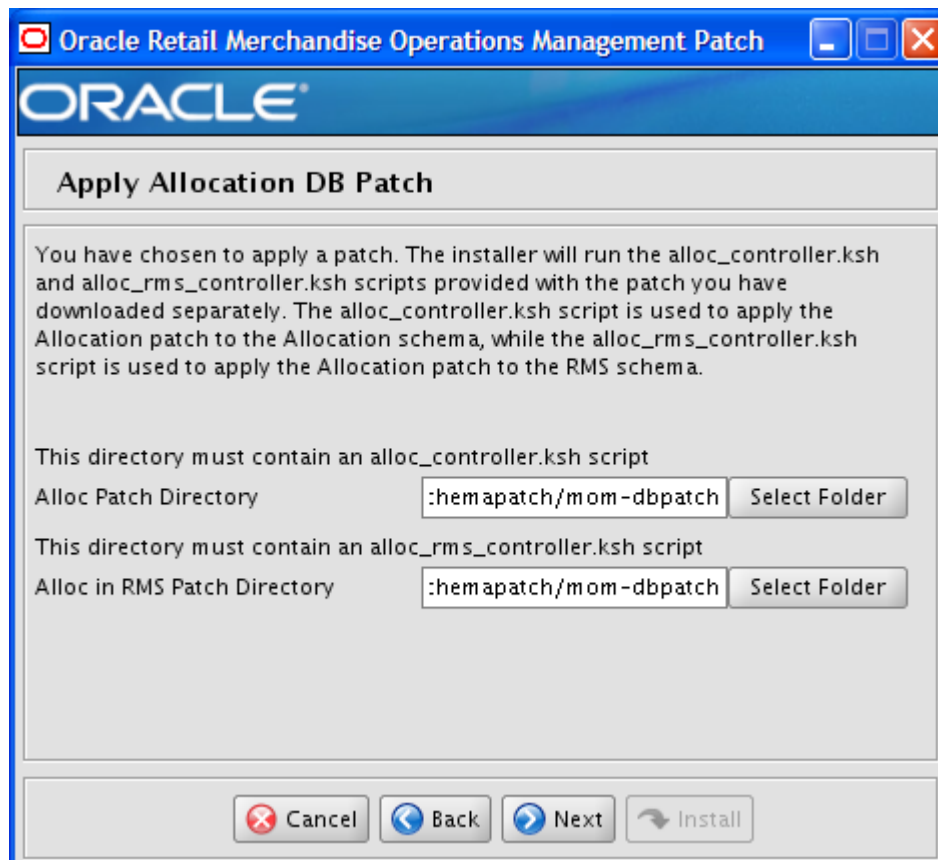 Oracle Retail Merchandise Operations Management Patch
ORACLE®
Apply Allocation DB Patch
You have chosen to apply a patch. The installer will run the alloc_controller.ksh
and alloc_rms_controller.ksh scripts provided with the patch you have
downloaded separately. The alloc_controller.ksh script is used to apply the
Allocation patch to the Allocation schema, while the alloc_rms_controller.ksh
script is used to apply the Allocation patch to the RMS schema.
This directory must contain an alloc_controller.ksh script
Alloc Patch Directory :hemapatch/mom-dbpatch Select Folder
This directory must contain an alloc_rms_controller.ksh script
Alloc in RMS Patch Directory :hemapatch/mom-dbpatch Select Folder
Cancel Back Next Install